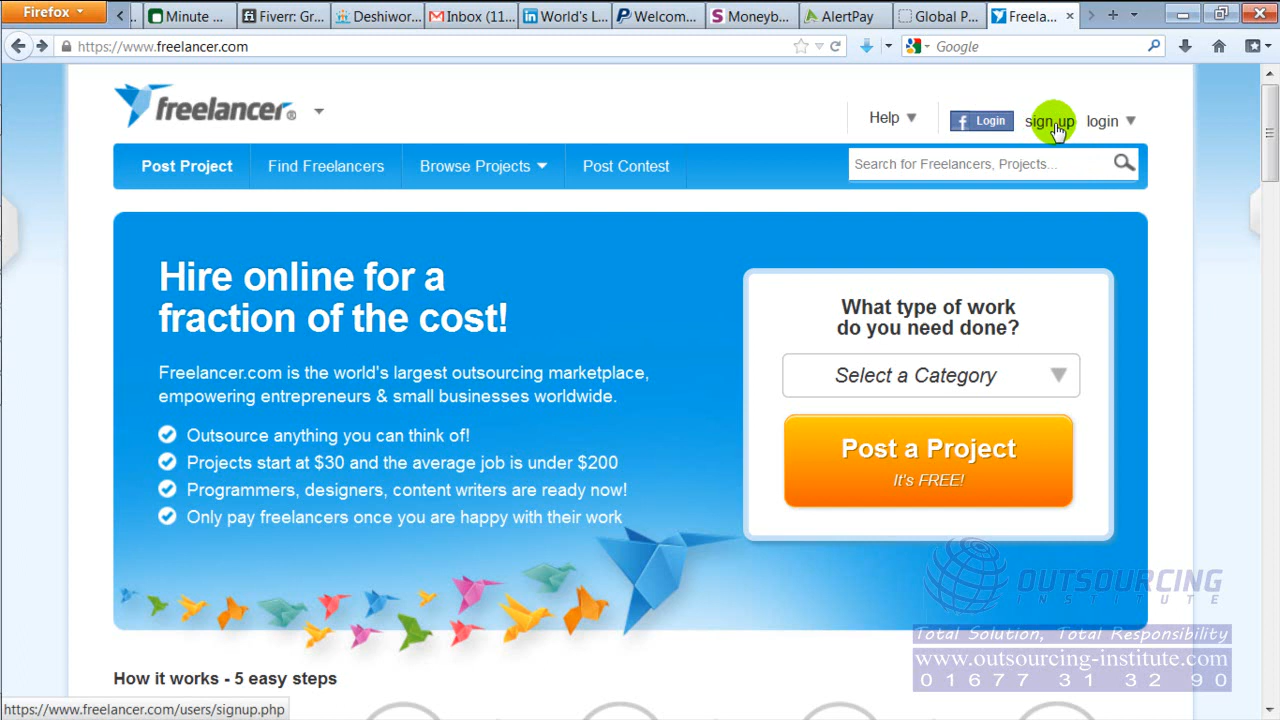 Firefox
Minute ...
Fiverr: Gr...
Deshiwor...
Inbox (11...
World's L...
Welcom...
Moneyb...
AlertPay
Global P...
Freela...
https://www.freelancer.com
Google
freelancer®
Help
f Login
sign up
login
Post Project
Find Freelancers
Browse Projects
Post Contest
Search for Freelancers, Projects...
Hire online for a
fraction of the cost!
Freelancer.com is the world's largest outsourcing marketplace,
empowering entrepreneurs & small businesses worldwide.
Outsource anything you can think of!
Projects start at $30 and the average job is under $200
Programmers, designers, content writers are ready now!
Only pay freelancers once you are happy with their work
What type of work
do you need done?
Select a Category
Post a Project
It's FREE!
OUTSOURCING
INSTITUTE
Total Solution, Total Responsibility
www.outsourcing-institute.com
01677 31 32 90
How it works - 5 easy steps
https://www.freelancer.com/users/signup.php